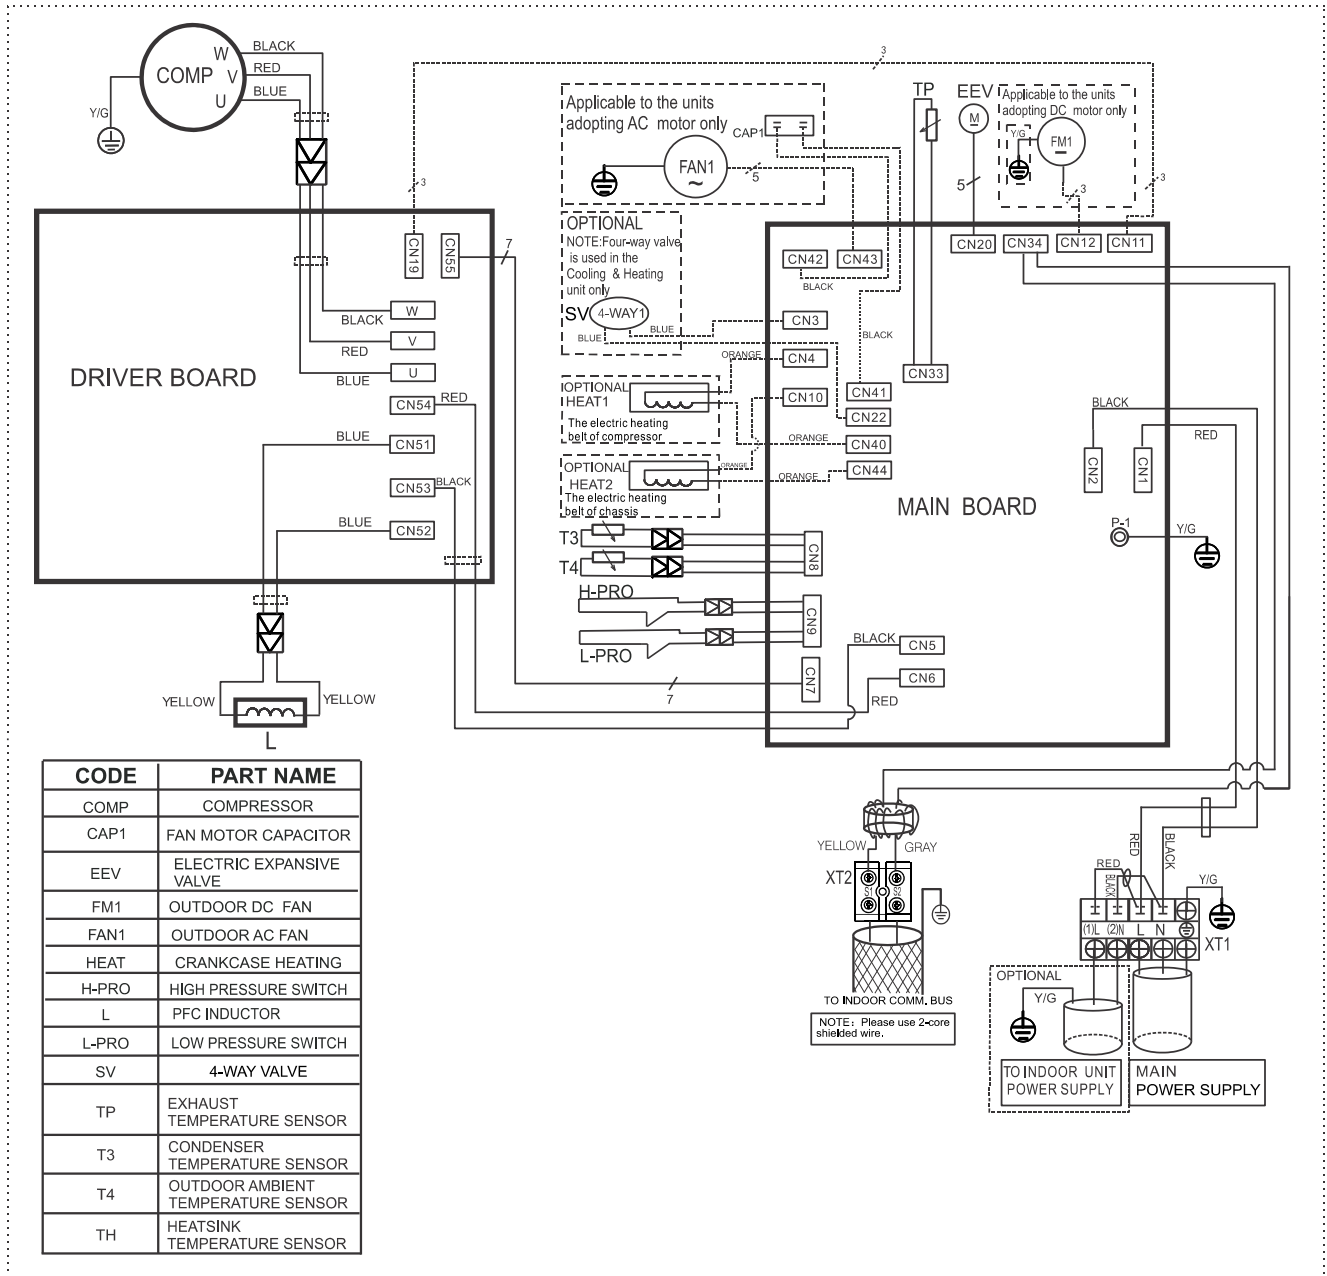 COMP
W
V
U
BLACK
RED
BLUE
Y/G
3
3
3
Applicable to the units
adopting AC motor only
CAP1
FAN1
~
5
TP
EEV
M
5
Applicable to the units
adopting DC motor only
Y/G
FM1
3
OPTIONAL
NOTE:Four-way valve
is used in the
Cooling & Heating
unit only
SV
4-WAY1
BLUE
BLUE
CN19
CN55
7
W
BLACK
V
RED
U
BLUE
DRIVER BOARD
CN54
RED
BLUE
CN51
CN53
BLACK
BLUE
CN52
YELLOW
YELLOW
L
CN42
CN43
BLACK
CN20
CN34
CN12
CN11
CN3
BLACK
ORANGE
CN4
CN33
CN10
CN41
CN22
ORANGE
CN40
ORANGE
ORANGE
CN44
OPTIONAL
HEAT1
The electric heating
belt of compressor
OPTIONAL
HEAT2
The electric heating
belt of chassis
BLACK
RED
CN2
CN1
MAIN BOARD
P-1
Y/G
T3
T4
CN8
H-PRO
L-PRO
CN9
CN7
7
BLACK
CN5
CN6
RED
CODE PART NAME
COMP COMPRESSOR
CAP1 FAN MOTOR CAPACITOR
EEV ELECTRIC EXPANSIVE
VALVE
FM1 OUTDOOR DC FAN
FAN1 OUTDOOR AC FAN
HEAT CRANKCASE HEATING
H-PRO HIGH PRESSURE SWITCH
L PFC INDUCTOR
L-PRO LOW PRESSURE SWITCH
SV 4-WAY VALVE
TP EXHAUST
TEMPERATURE SENSOR
T3 CONDENSER
TEMPERATURE SENSOR
T4 OUTDOOR AMBIENT
TEMPERATURE SENSOR
TH HEATSINK
TEMPERATURE SENSOR
YELLOW
GRAY
XT2
S1
S2
TO INDOOR COMM. BUS
NOTE: Please use 2-core
shielded wire.
RED
BLACK
RED
BLACK
Y/G
(1)L (2)N L N
XT1
OPTIONAL
Y/G
TO INDOOR UNIT
POWER SUPPLY
MAIN
POWER SUPPLY